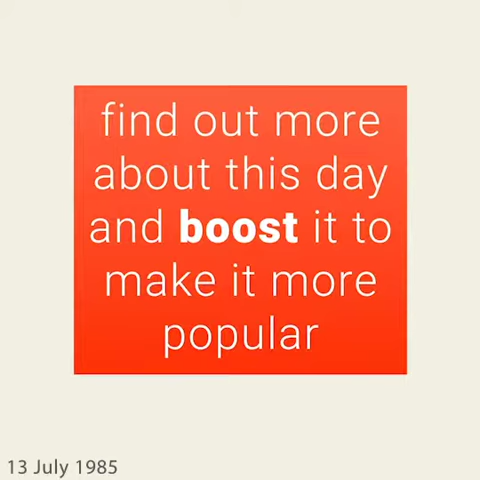 find out more
about this day
and boost it to
make it more
popular
13 July 1985